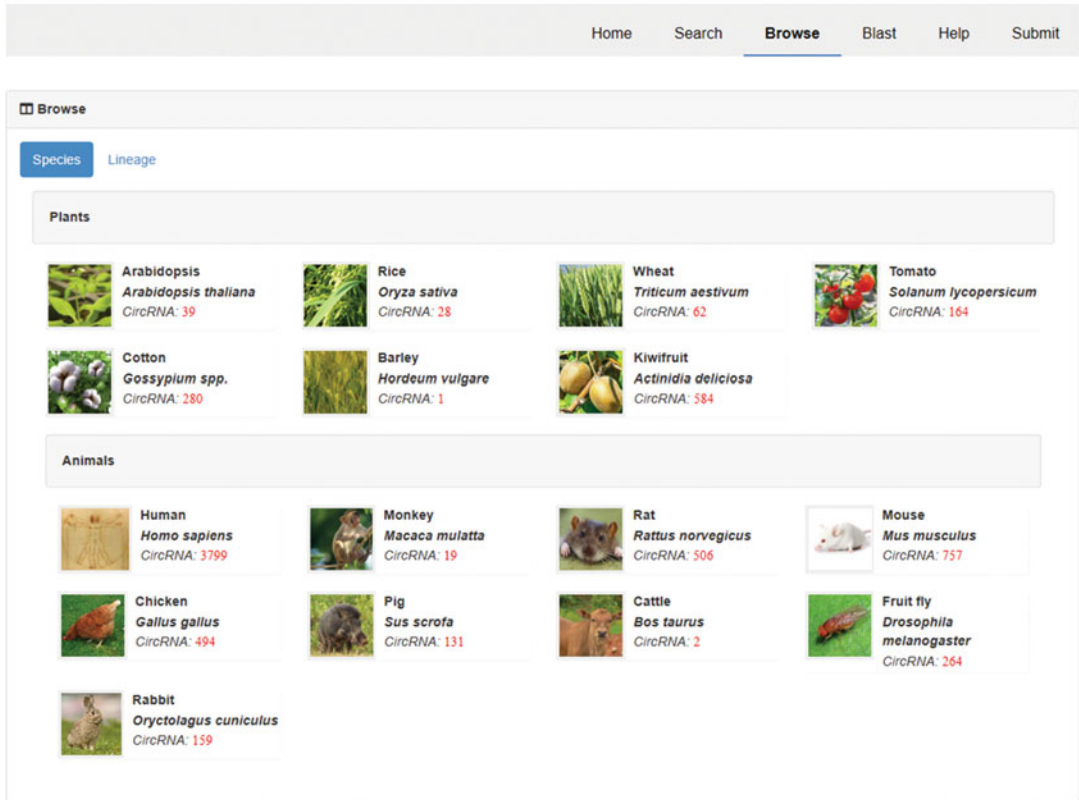 Home Search Browse Blast Help Submit
Browse
Species Lineage
Plants
Arabidopsis
Arabidopsis thaliana
CircRNA: 39
Rice
Oryza sativa
CircRNA: 28
Wheat
Triticum aestivum
CircRNA: 62
Tomato
Solanum lycopersicum
CircRNA: 164
Cotton
Gossypium spp.
CircRNA: 280
Barley
Hordeum vulgare
CircRNA: 1
Kiwifruit
Actinidia deliciosa
CircRNA: 584
Animals
Human
Homo sapiens
CircRNA: 3799
Monkey
Macaca mulatta
CircRNA: 19
Rat
Rattus norvegicus
CircRNA: 506
Mouse
Mus musculus
CircRNA: 757
Chicken
Gallus gallus
CircRNA: 494
Pig
Sus scrofa
CircRNA: 131
Cattle
Bos taurus
CircRNA: 2
Fruit fly
Drosophila
melanogaster
CircRNA: 264
Rabbit
Oryctolagus cuniculus
CircRNA: 159